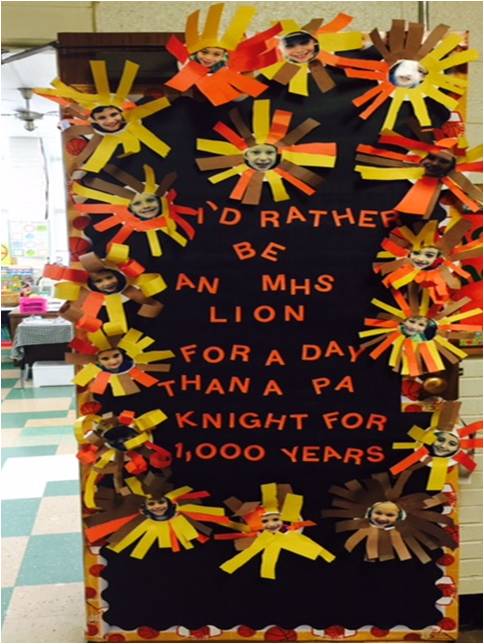 I'D RATHER
BE
AN MHS
LION
FOR A DAY
THAN A PA
KNIGHT FOR
1,000 YEARS